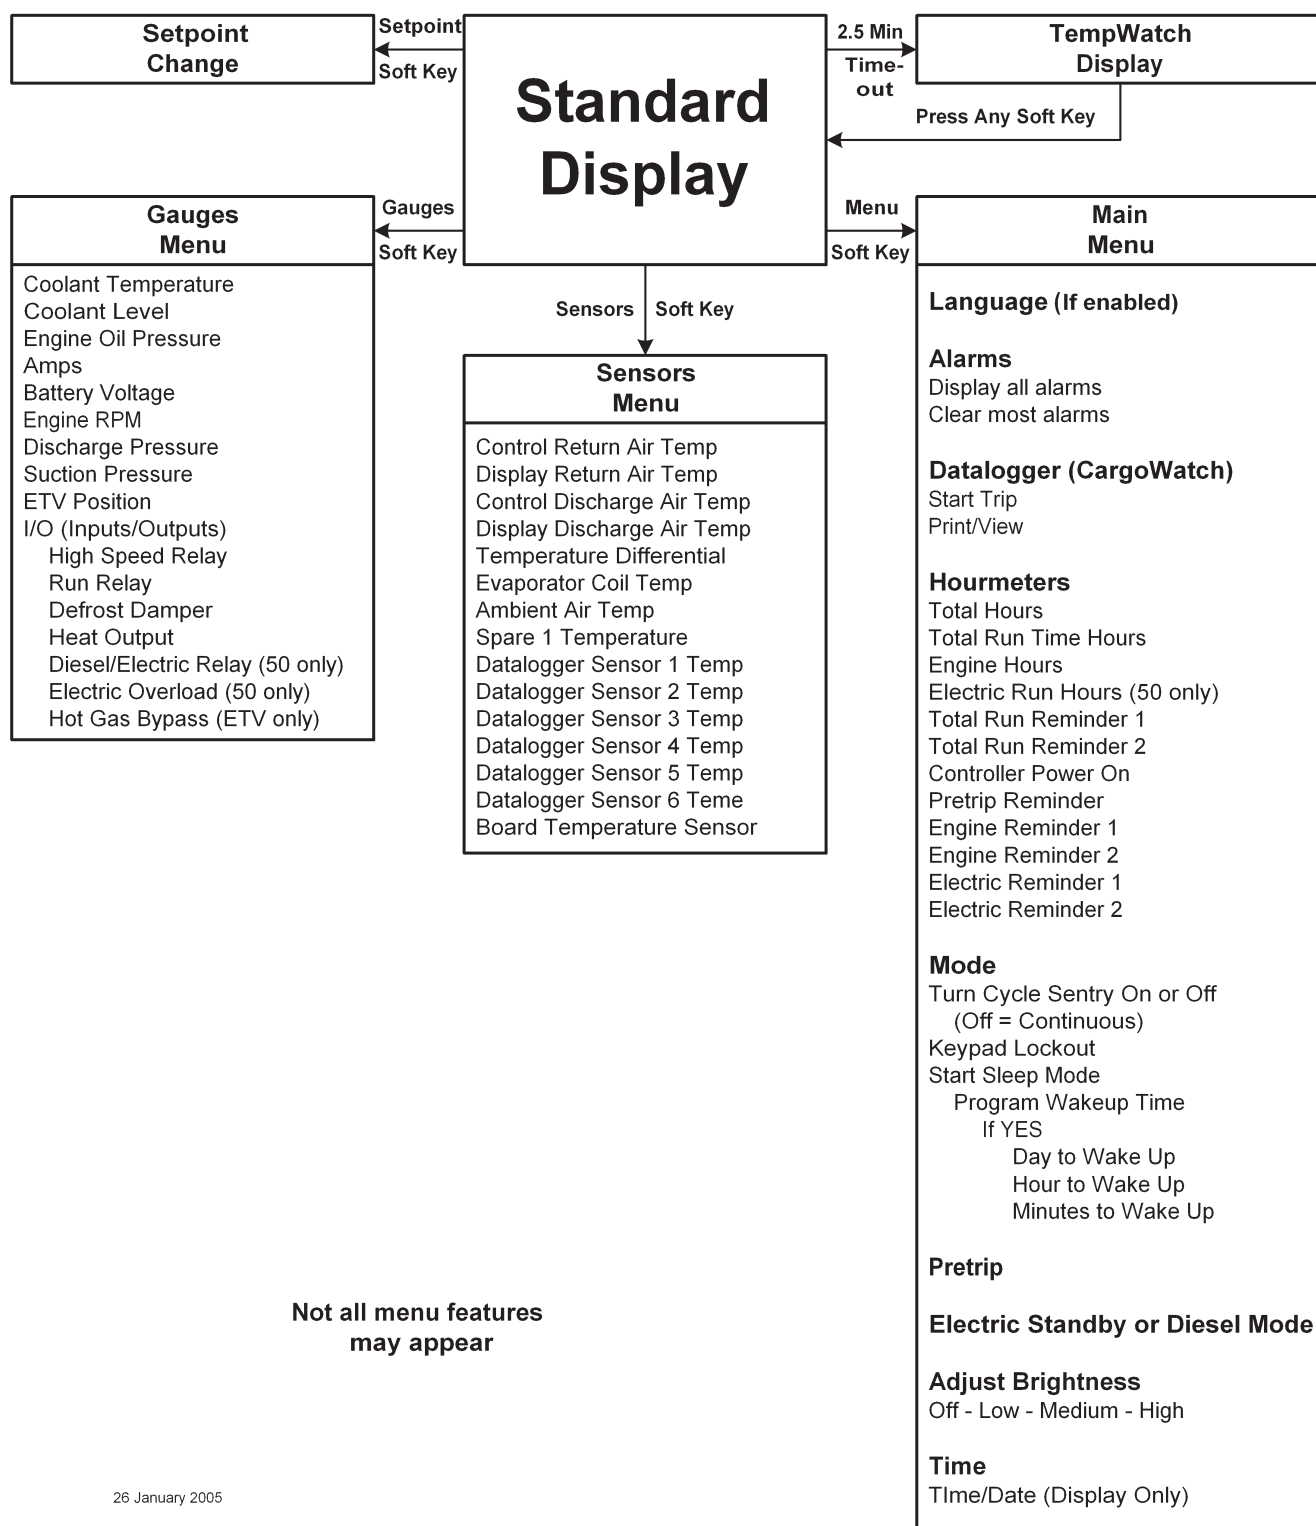 Setpoint
Change
Setpoint
Soft Key
Standard
Display
2.5 Min
Time-
out
TempWatch
Display
Press Any Soft Key
Gauges
Menu
Gauges
Soft Key
Menu
Soft Key
Main
Menu
Coolant Temperature
Coolant Level
Engine Oil Pressure
Amps
Battery Voltage
Engine RPM
Discharge Pressure
Suction Pressure
ETV Position
I/O (Inputs/Outputs)
High Speed Relay
Run Relay
Defrost Damper
Heat Output
Diesel/Electric Relay (50 only)
Electric Overload (50 only)
Hot Gas Bypass (ETV only)
Sensors Soft Key
Sensors
Menu
Control Return Air Temp
Display Return Air Temp
Control Discharge Air Temp
Display Discharge Air Temp
Temperature Differential
Evaporator Coil Temp
Ambient Air Temp
Spare 1 Temperature
Datalogger Sensor 1 Temp
Datalogger Sensor 2 Temp
Datalogger Sensor 3 Temp
Datalogger Sensor 4 Temp
Datalogger Sensor 5 Temp
Datalogger Sensor 6 Teme
Board Temperature Sensor
Language (If enabled)
Alarms
Display all alarms
Clear most alarms
Datalogger (CargoWatch)
Start Trip
Print/View
Hourmeters
Total Hours
Total Run Time Hours
Engine Hours
Electric Run Hours (50 only)
Total Run Reminder 1
Total Run Reminder 2
Controller Power On
Pretrip Reminder
Engine Reminder 1
Engine Reminder 2
Electric Reminder 1
Electric Reminder 2
Mode
Turn Cycle Sentry On or Off
(Off = Continuous)
Keypad Lockout
Start Sleep Mode
Program Wakeup Time
If YES
Day to Wake Up
Hour to Wake Up
Minutes to Wake Up
Pretrip
Electric Standby or Diesel Mode
Adjust Brightness
Off - Low - Medium - High
Time
TIme/Date (Display Only)
Not all menu features
may appear
26 January 2005